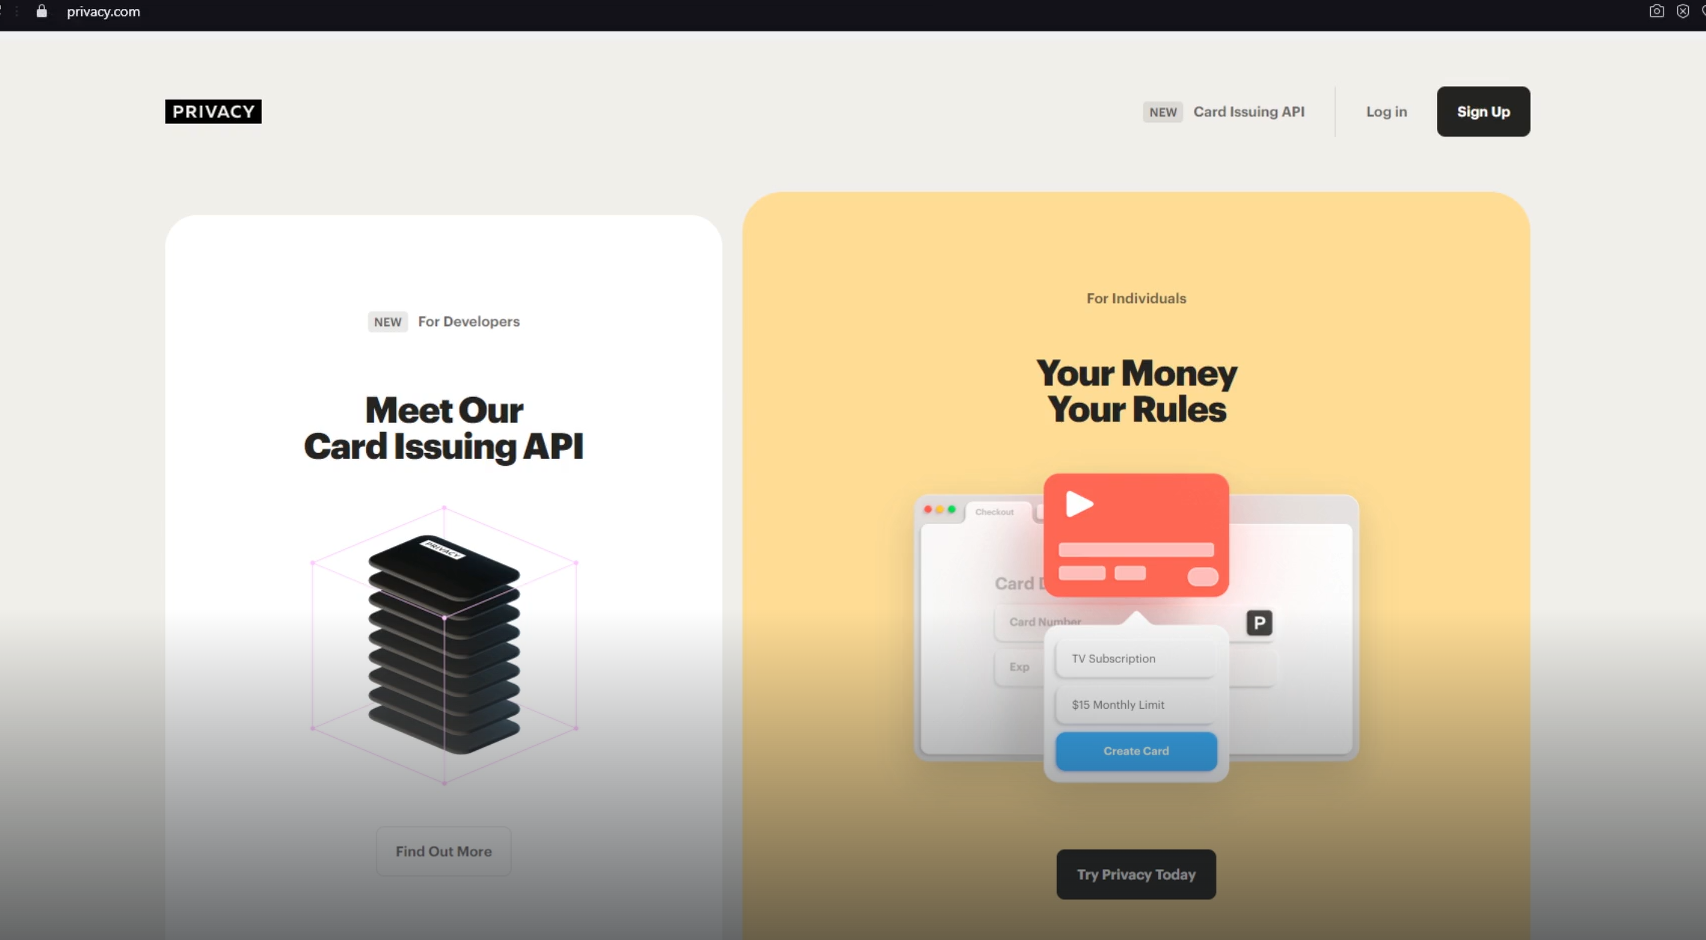 privacy.com
PRIVACY
NEW Card Issuing API
Log in
Sign Up
NEW For Developers
Meet Our
Card Issuing API
PRIVACY
Find Out More
For Individuals
Your Money
Your Rules
Checkout
Card D
Card Number
P
Exp
TV Subscription
$15 Monthly Limit
Create Card
Try Privacy Today